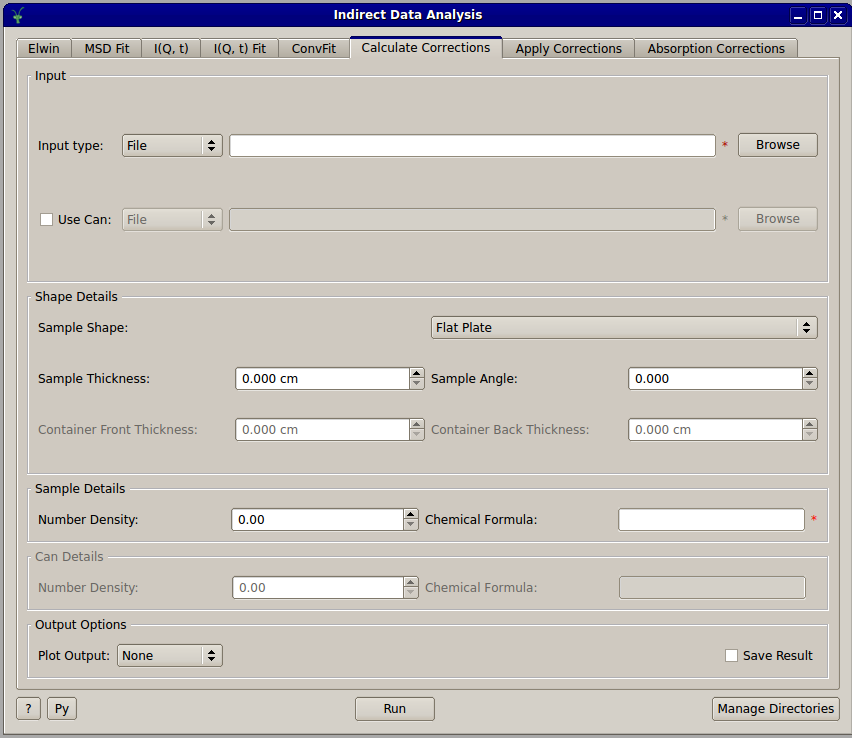 Indirect Data Analysis
Elwin MSD Fit I(Q, t) I(Q, t) Fit ConvFit Calculate Corrections Apply Corrections Absorption Corrections
Input
Input type: File * Browse
Use Can: File * Browse
Shape Details
Sample Shape: Flat Plate
Sample Thickness: 0.000 cm Sample Angle: 0.000
Container Front Thickness: 0.000 cm Container Back Thickness: 0.000 cm
Sample Details
Number Density: 0.00 Chemical Formula: *
Can Details
Number Density: 0.00 Chemical Formula:
Output Options
Plot Output: None Save Result
? Py Run Manage Directories